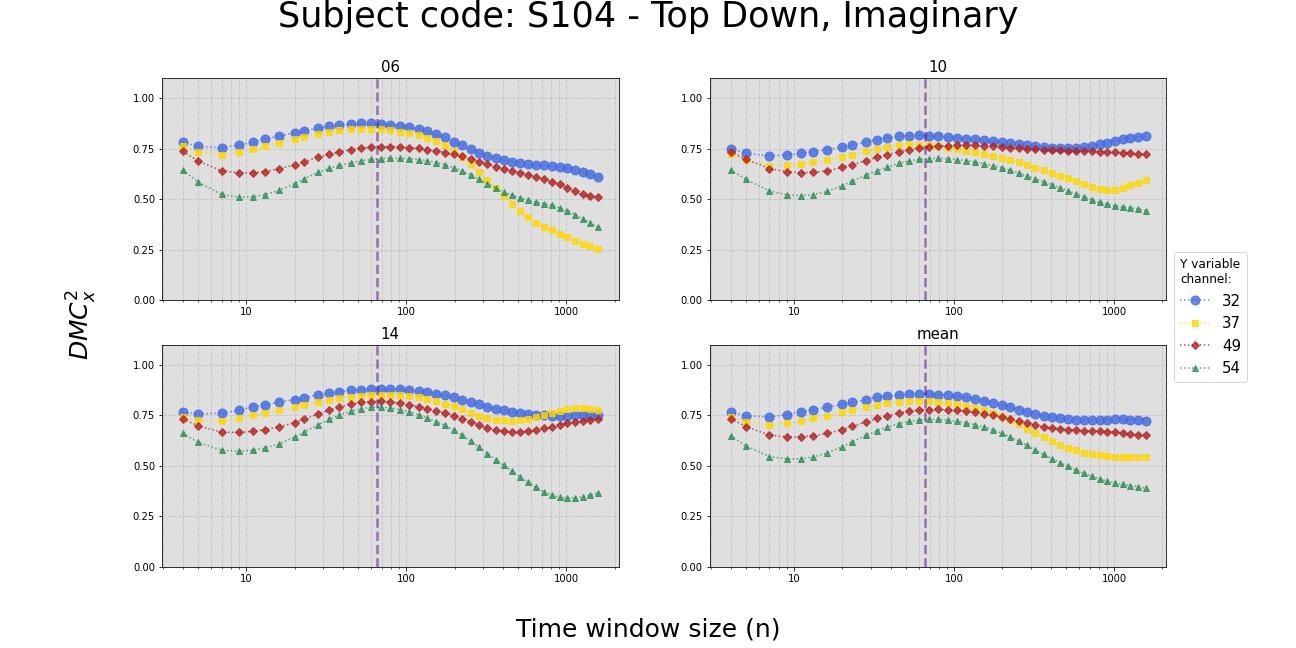 Subject code: S104 - Top Down, Imaginary
06
1.00
0.75
0.50
0.25
0.00
10 100 1000
10
1.00
0.75
0.50
0.25
0.00
10 100 1000
14
1.00
0.75
0.50
0.25
0.00
10 100 1000
mean
1.00
0.75
0.50
0.25
0.00
10 100 1000
DMC²ₓ
Time window size (n)
Y variable
channel:
32
37
49
54